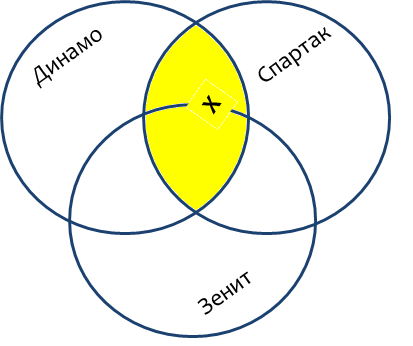 Динамо
Спартак
х
Зенит